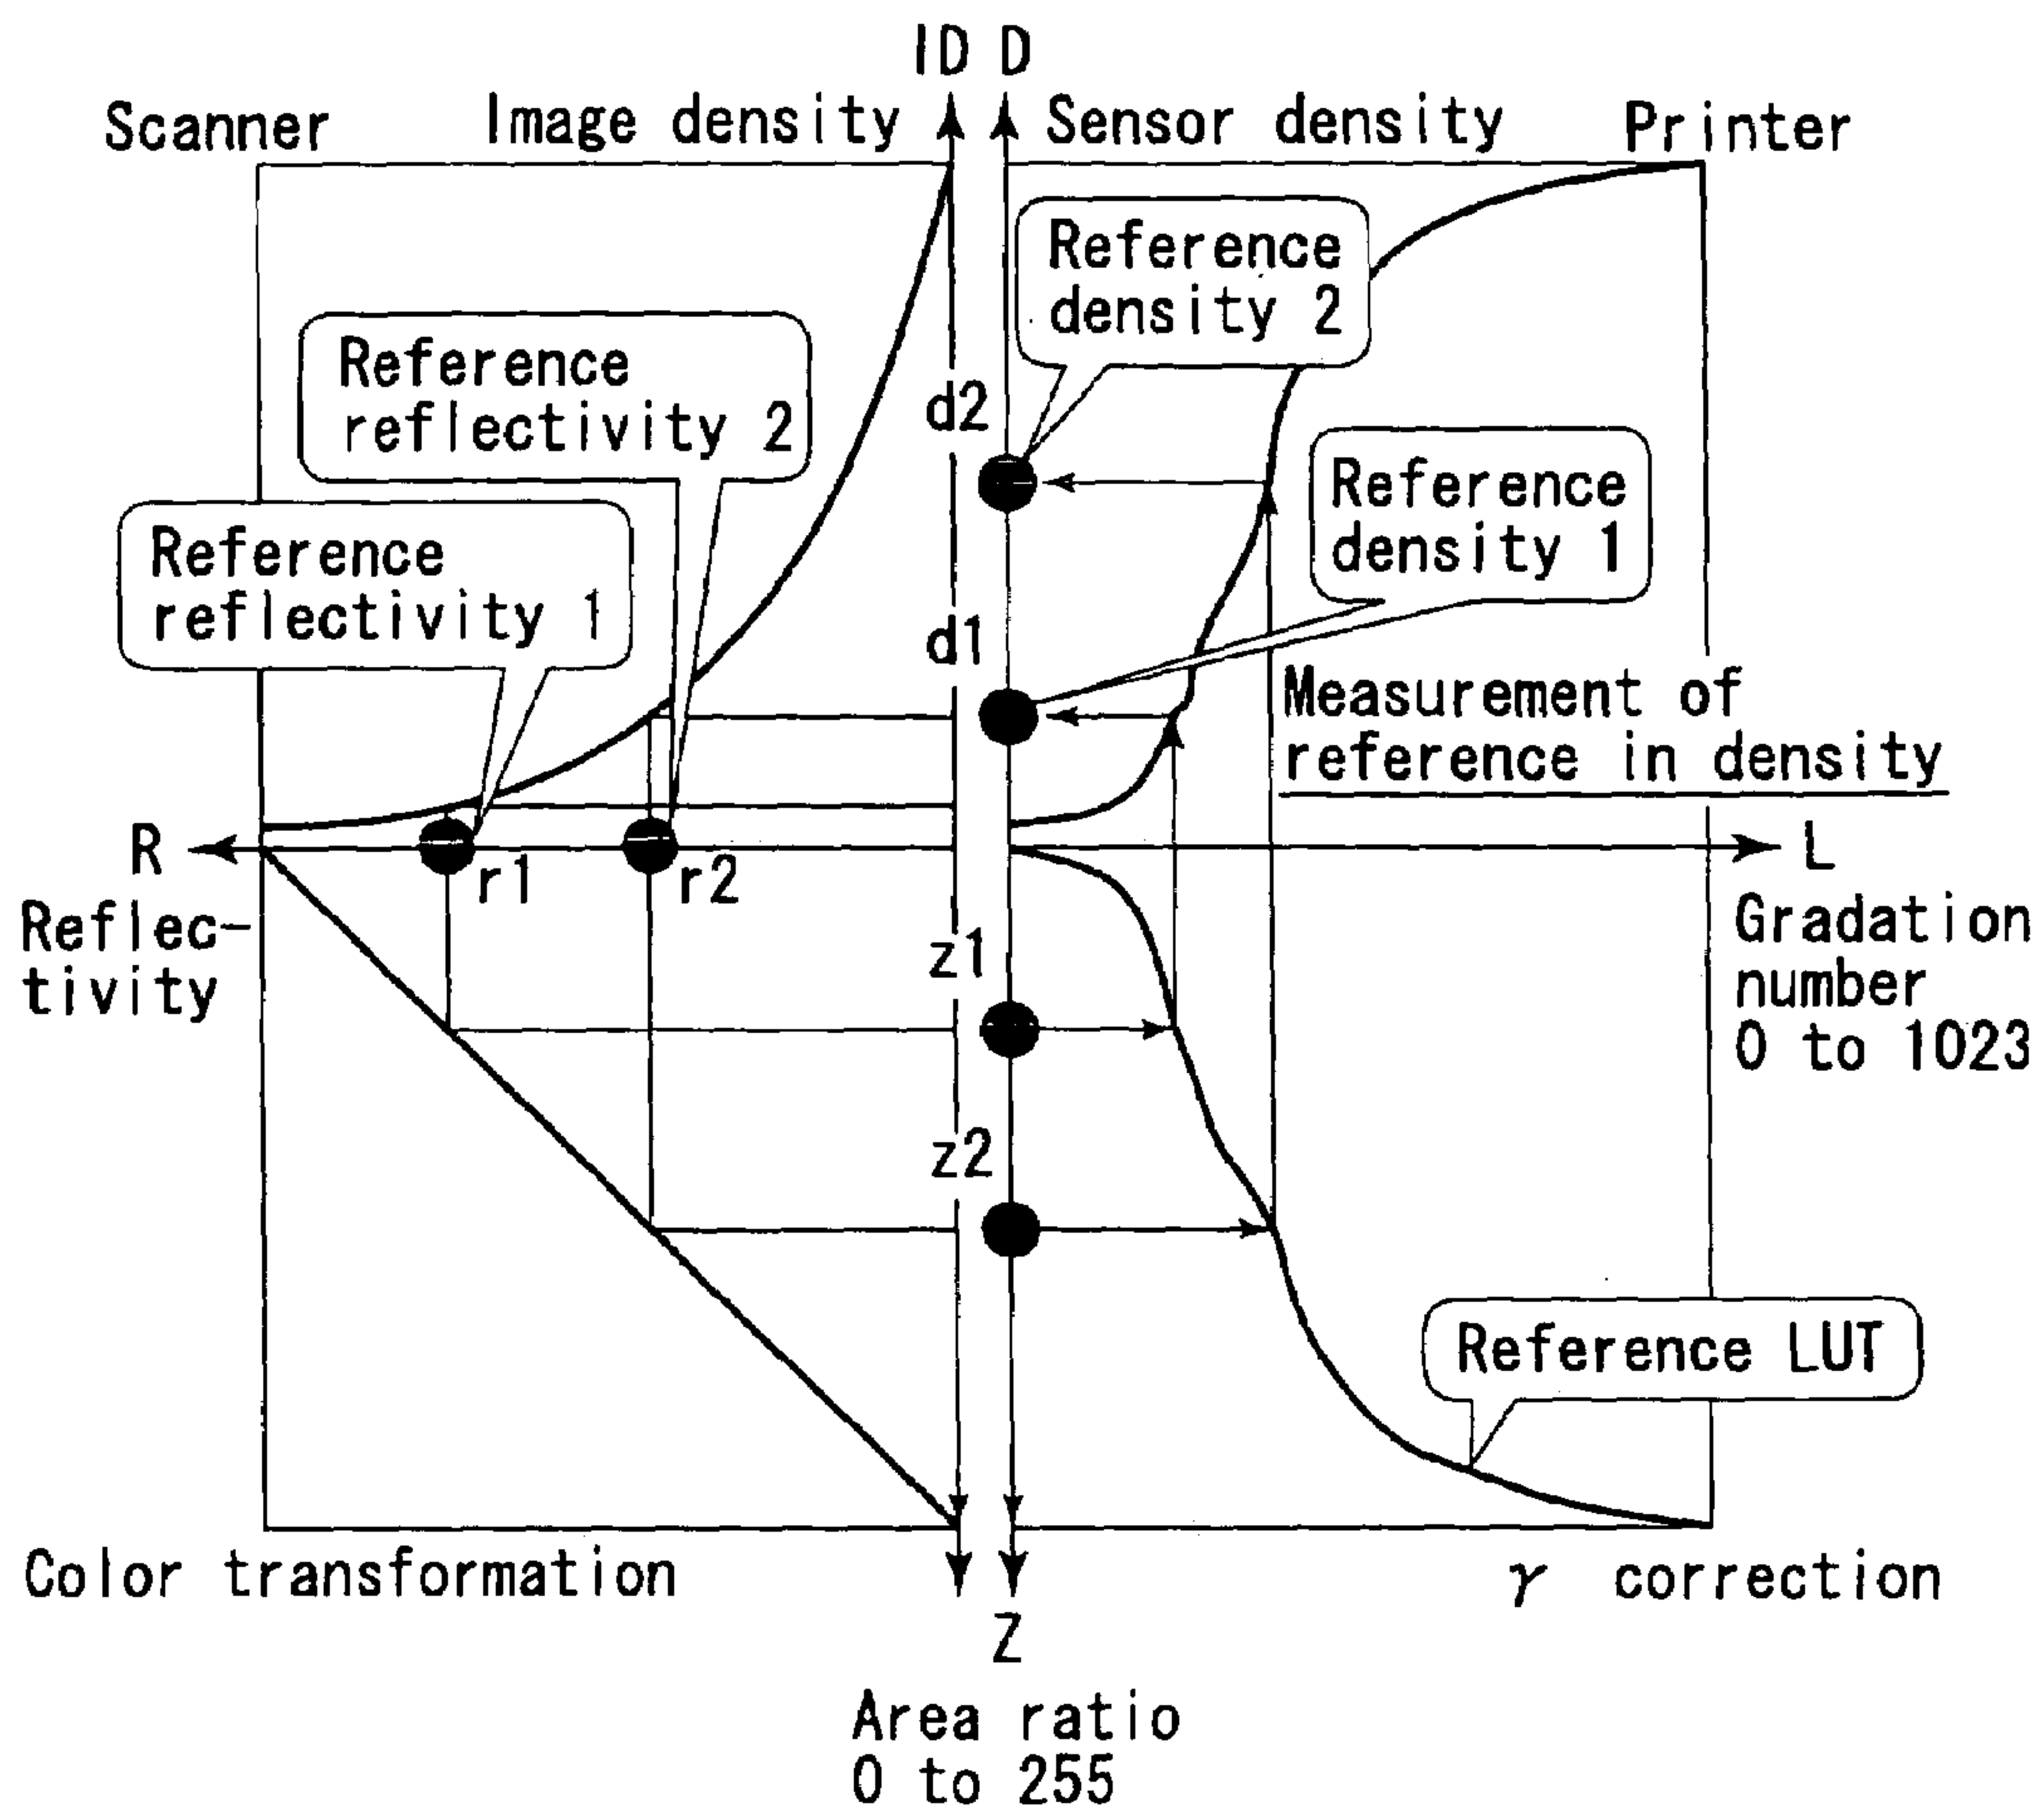 ID D
Scanner
Image density
Sensor density
Printer
Reference
density 2
Reference
reflectivity 2
d2
Reference
density 1
Reference
reflectivity 1
d1
Measurement of
reference in density
R
r1
r2
L
Reflec-
tivity
z1
Gradation
number
0 to 1023
z2
Reference LUT
Color transformation
γ correction
Z
Area ratio
0 to 255